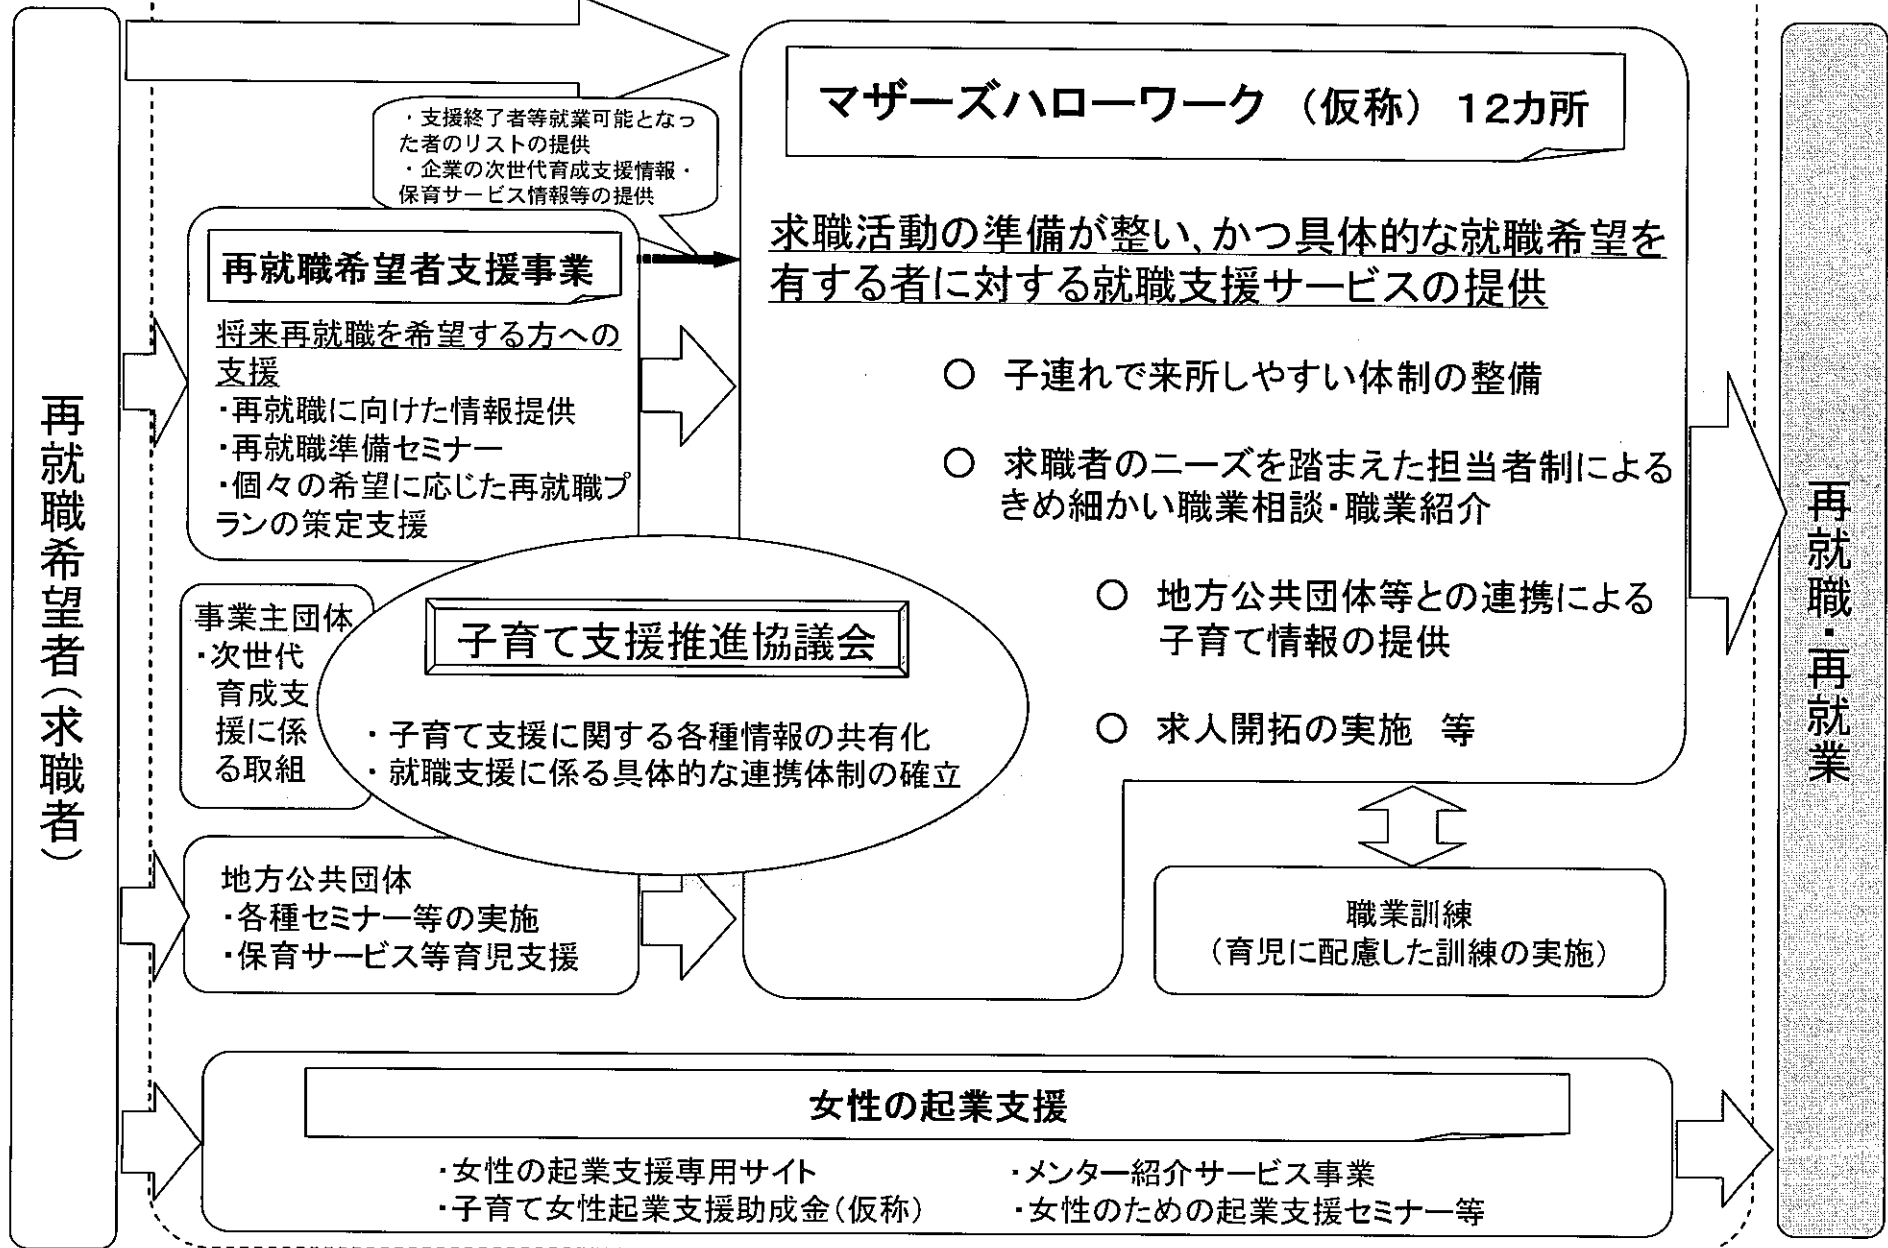 再就職希望者（求職者）
・支援終了者等就業可能となっ
た者のリストの提供
・企業の次世代育成支援情報・
保育サービス情報等の提供
再就職希望者支援事業
将来再就職を希望する方への
支援
・再就職に向けた情報提供
・再就職準備セミナー
・個々の希望に応じた再就職プ
ランの策定支援
事業主団体
・次世代
育成支
援に係
る取組
子育て支援推進協議会
・子育て支援に関する各種情報の共有化
・就職支援に係る具体的な連携体制の確立
地方公共団体
・各種セミナー等の実施
・保育サービス等育児支援
マザーズハローワーク（仮称） 12カ所
求職活動の準備が整い、かつ具体的な就職希望を
有する者に対する就職支援サービスの提供
○ 子連れで来所しやすい体制の整備
○ 求職者のニーズを踏まえた担当者制による
きめ細かい職業相談・職業紹介
○ 地方公共団体等との連携による
子育て情報の提供
○ 求人開拓の実施 等
職業訓練
（育児に配慮した訓練の実施）
女性の起業支援
・女性の起業支援専用サイト
・子育て女性起業支援助成金（仮称）
・メンター紹介サービス事業
・女性のための起業支援セミナー等
再就職・再就業